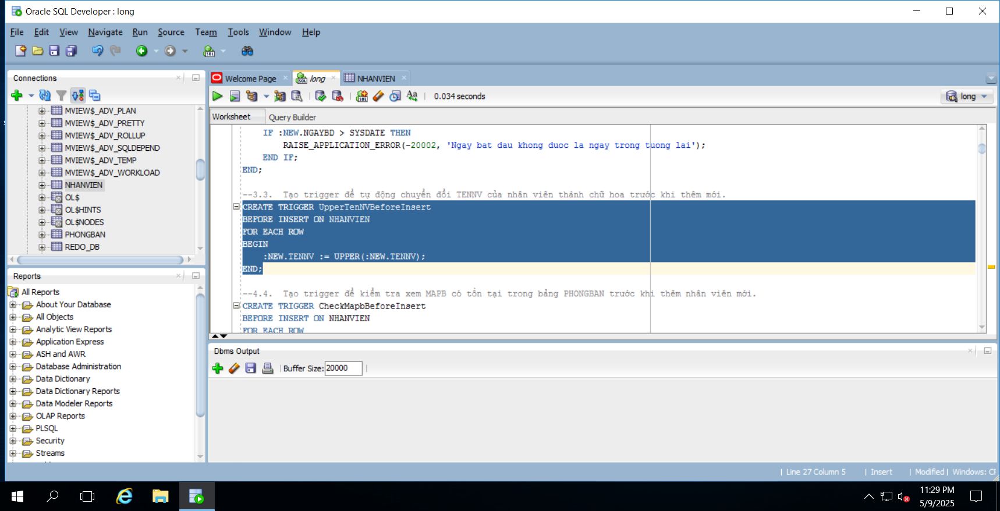 Oracle SQL Developer : long
File Edit View Navigate Run Source Team Tools Window Help
Connections
MVIEW$_ADV_PLAN
MVIEW$_ADV_PRETTY
MVIEW$_ADV_ROLLUP
MVIEW$_ADV_SQLDEPEND
MVIEW$_ADV_TEMP
MVIEW$_ADV_WORKLOAD
NHANVIEN
OL$
OL$HINTS
OL$NODES
PHONGBAN
REDO_DB
Reports
All Reports
About Your Database
All Objects
Analytic View Reports
Application Express
ASH and AWR
Database Administration
Data Dictionary
Data Dictionary Reports
Data Modeler Reports
OLAP Reports
PLSQL
Security
Streams
Welcome Page long NHANVIEN
0.034 seconds long
Worksheet Query Builder
IF :NEW.NGAYBD > SYSDATE THEN
RAISE_APPLICATION_ERROR(-20002, 'Ngay bat dau khong duoc la ngay trong tuong lai');
END IF;
END;
--3.3. Tạo trigger để tự động chuyển đổi TENNV của nhân viên thành chữ hoa trước khi thêm mới.
CREATE TRIGGER UpperTenNVBeforeInsert
BEFORE INSERT ON NHANVIEN
FOR EACH ROW
BEGIN
:NEW.TENNV := UPPER(:NEW.TENNV);
END;
--4.4. Tạo trigger để kiểm tra xem MAPB có tồn tại trong bảng PHONGBAN trước khi thêm nhân viên mới.
CREATE TRIGGER CheckMapbBeforeInsert
BEFORE INSERT ON NHANVIEN
FOR EACH ROW
Dbms Output
Buffer Size: 20000
Line 27 Column 5 Insert Modified Windows:
11:29 PM
5/9/2025